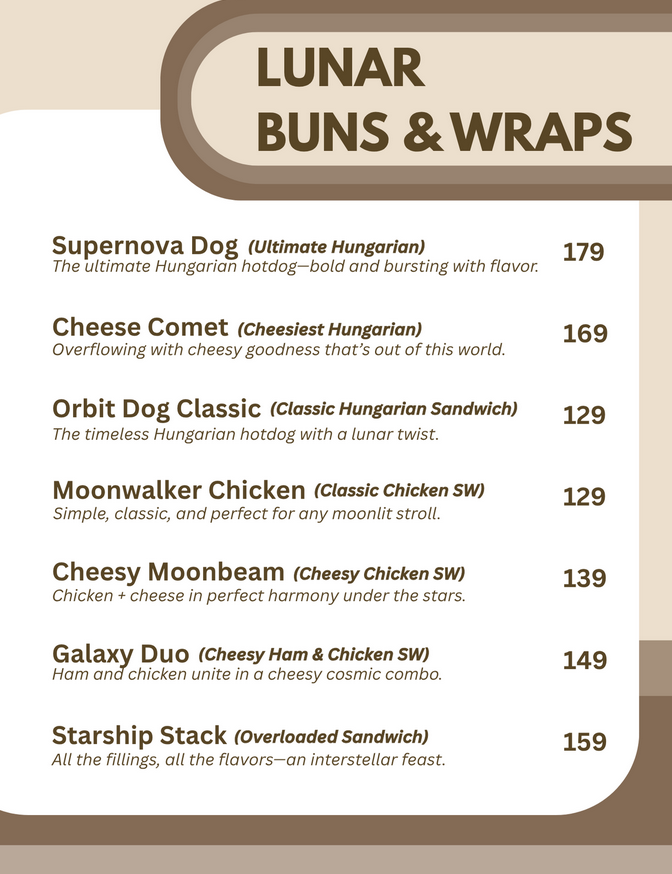 LUNAR
BUNS & WRAPS
Supernova Dog (Ultimate Hungarian) 179
The ultimate Hungarian hotdog—bold and bursting with flavor.
Cheese Comet (Cheesiest Hungarian) 169
Overflowing with cheesy goodness that's out of this world.
Orbit Dog Classic (Classic Hungarian Sandwich) 129
The timeless Hungarian hotdog with a lunar twist.
Moonwalker Chicken (Classic Chicken SW) 129
Simple, classic, and perfect for any moonlit stroll.
Cheesy Moonbeam (Cheesy Chicken SW) 139
Chicken + cheese in perfect harmony under the stars.
Galaxy Duo (Cheesy Ham & Chicken SW) 149
Ham and chicken unite in a cheesy cosmic combo.
Starship Stack (Overloaded Sandwich) 159
All the fillings, all the flavors—an interstellar feast.